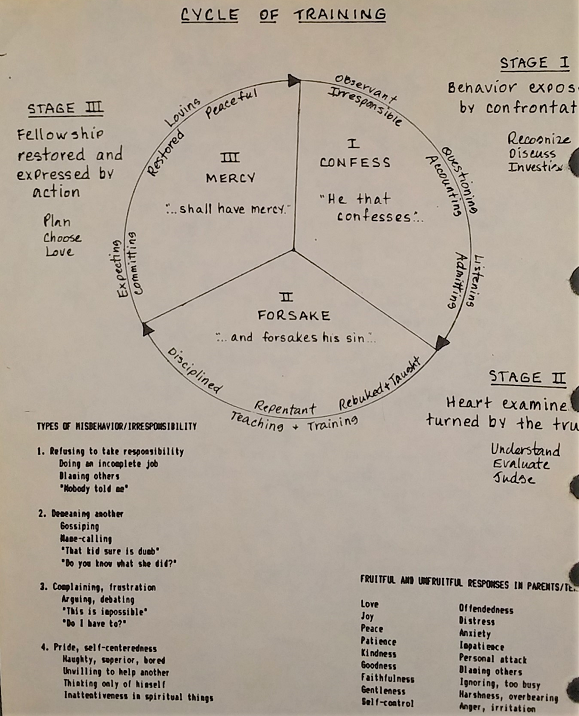 CYCLE OF TRAINING
STAGE I
Behavior expos
by confrontat
Recognize
Discuss
Investi
STAGE III
Fellowship
restored and
expressed by
action
Plan
Choose
Love
Observant
Irresponsible
Questioning
Accounting
Listening
Admitting
Rebuked + Taught
Repentant
Teaching + Training
Disciplined
Expecting
Committing
Restored
Loving
Peaceful
I
CONFESS
"He that
confesses"..
II
FORSAKE
"...and forsakes his sin...
III
MERCY
"...shall have mercy."
STAGE II
Heart examine
turned by the tru
Understand
Evaluate
Judge
TYPES OF MISBEHAVIOR/IRRESPONSIBILITY
1. Refusing to take responsibility
Doing an incomplete job
Blaming others
"Nobody told me"
2. Demeaning another
Gossiping
Name-calling
"That kid sure is dumb"
"Do you know what she did?"
3. Complaining, frustration
Arguing, debating
"This is impossible"
"Do I have to?"
4. Pride, self-centeredness
Haughty, superior, bored
Unwilling to help another
Thinking only of himself
Inattentiveness in spiritual things
FRUITFUL AND UNFRUITFUL RESPONSES IN PARENTS/TE
Love Offendedness
Joy Distress
Peace Anxiety
Patience Impatience
Kindness Personal attack
Goodness Blaming others
Faithfulness Ignoring, too busy
Gentleness Harshness, overbearing
Self-control Anger, irritation